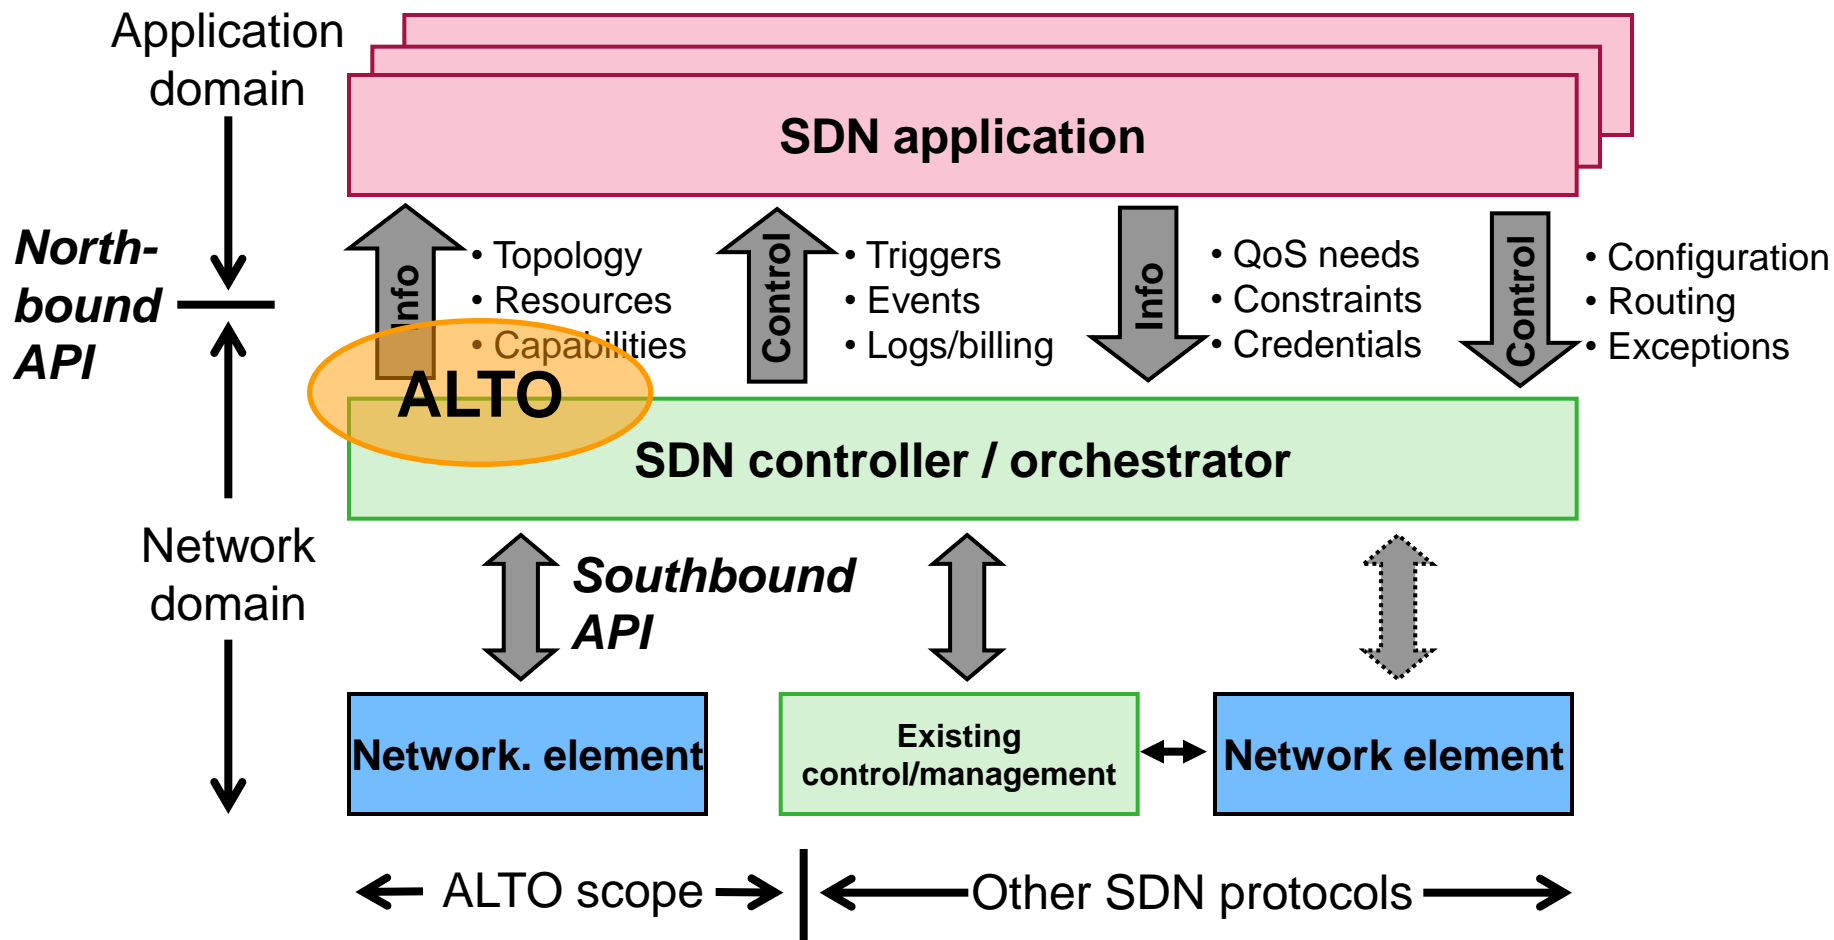 Application
domain
SDN application
North-
bound
API
Info
• Topology
• Resources
• Capabilities
Control
• Triggers
• Events
• Logs/billing
Info
• QoS needs
• Constraints
• Credentials
Control
• Configuration
• Routing
• Exceptions
ALTO
SDN controller / orchestrator
Network
domain
Southbound
API
Network. element
Existing
control/management
Network element
ALTO scope
Other SDN protocols